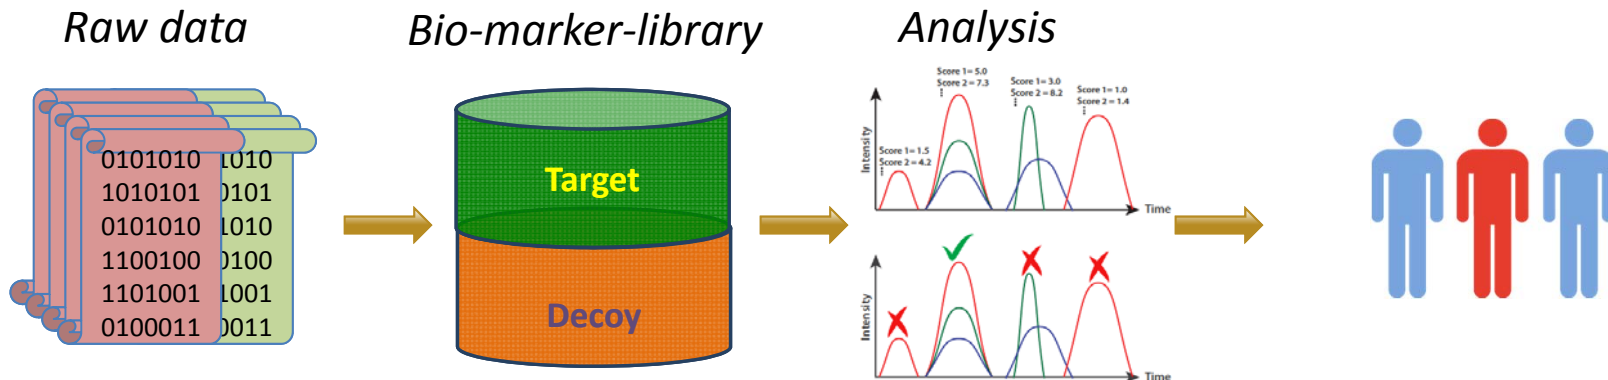 Raw data
Bio-marker-library
Analysis
0101010
1010101
0101010
1100100
1101001
0100011
1010
0101
1010
0100
1001
0011
Target
Decoy
Score 1= 5.0
Score 2 = 7.3
Score 1= 3.0
Score 2 = 8.2
Score 1= 1.0
Score 2 = 1.4
Score 1 = 1.5
Score 2 = 4.2
Intensity
Time
Intensity
Time